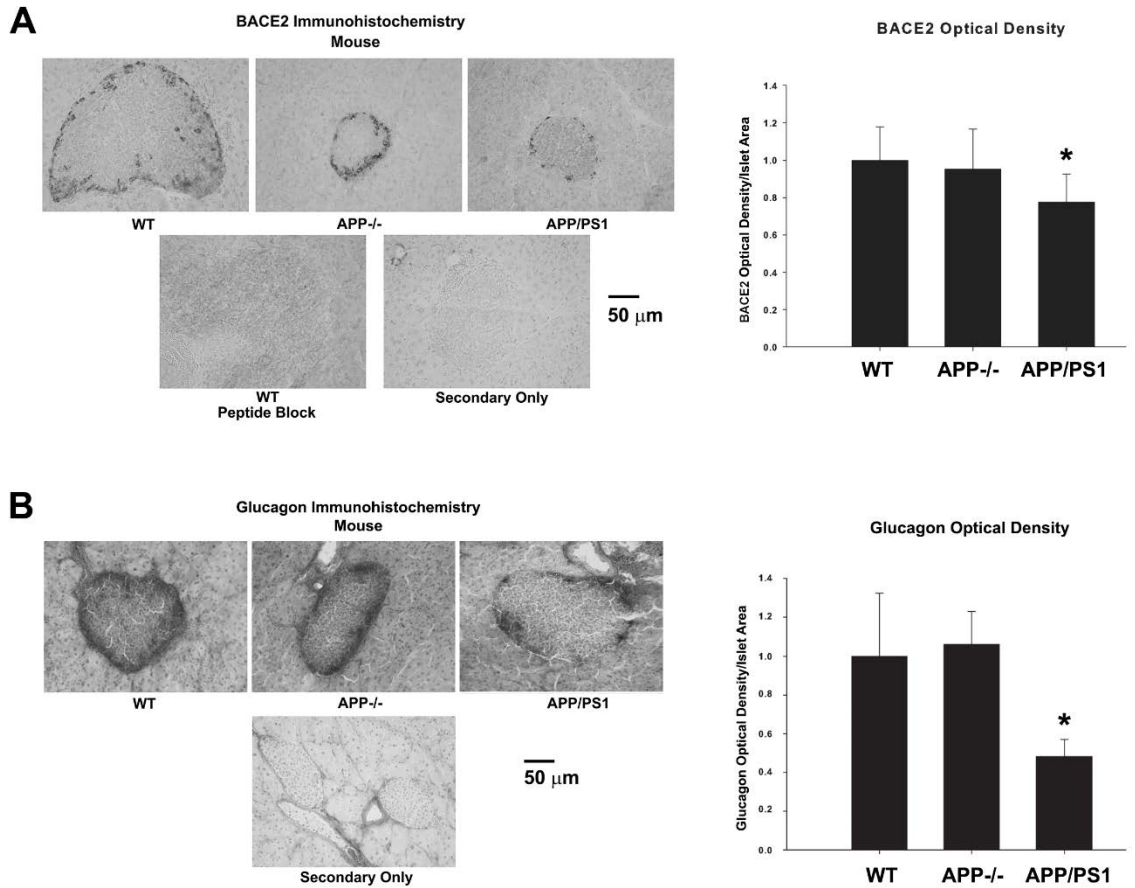 A
BACE2 Immunohistochemistry
Mouse
WT
APP-/-
APP/PS1
WT
Peptide Block
Secondary Only
50 μm
BACE2 Optical Density
BACE2 Optical Density/Islet Area
1.4
1.2
1.0
0.8
0.6
0.4
0.2
0.0
*
WT
APP-/-
APP/PS1
B
Glucagon Immunohistochemistry
Mouse
WT
APP-/-
APP/PS1
Secondary Only
50 μm
Glucagon Optical Density
Glucagon Optical Density/Islet Area
1.4
1.2
1.0
0.8
0.6
0.4
0.2
0.0
*
WT
APP-/-
APP/PS1